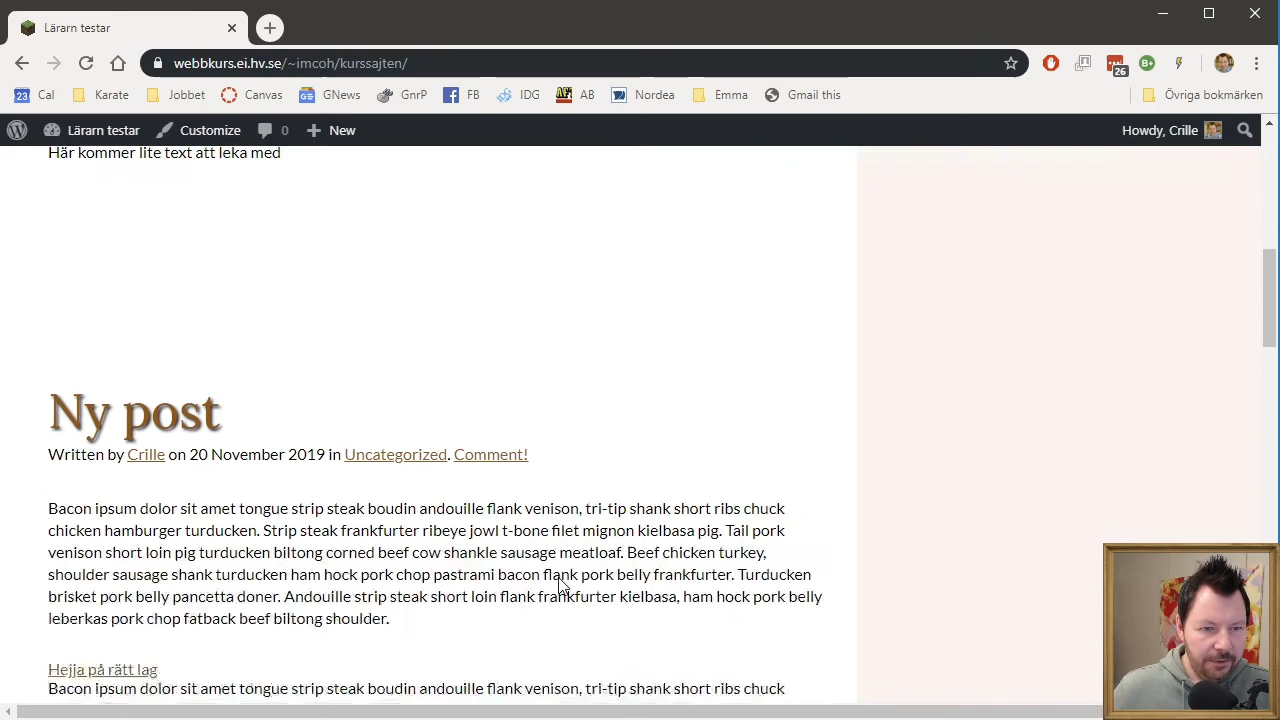 Lärarn testar
webbkurs.ei.hv.se/~imcoh/kurssajten/
26
23 Cal Karate Jobbet Canvas GNews GnrP FB IDG AB Nordea Emma Gmail this Övriga bokmärken
Lärarn testar Customize 0 New Howdy, Crille
Här kommer lite text att leka med
Ny post
Written by Crille on 20 November 2019 in Uncategorized. Comment!
Bacon ipsum dolor sit amet tongue strip steak boudin andouille flank venison, tri-tip shank short ribs chuck
chicken hamburger turducken. Strip steak frankfurter ribeye jowl t-bone filet mignon kielbasa pig. Tail pork
venison short loin pig turducken biltong corned beef cow shankle sausage meatloaf. Beef chicken turkey,
shoulder sausage shank turducken ham hock pork chop pastrami bacon flank pork belly frankfurter. Turducken
brisket pork belly pancetta doner. Andouille strip steak short loin flank frankfurter kielbasa, ham hock pork belly
leberkas pork chop fatback beef biltong shoulder.
Hejja på rätt lag
Bacon ipsum dolor sit amet tongue strip steak boudin andouille flank venison, tri-tip shank short ribs chuck